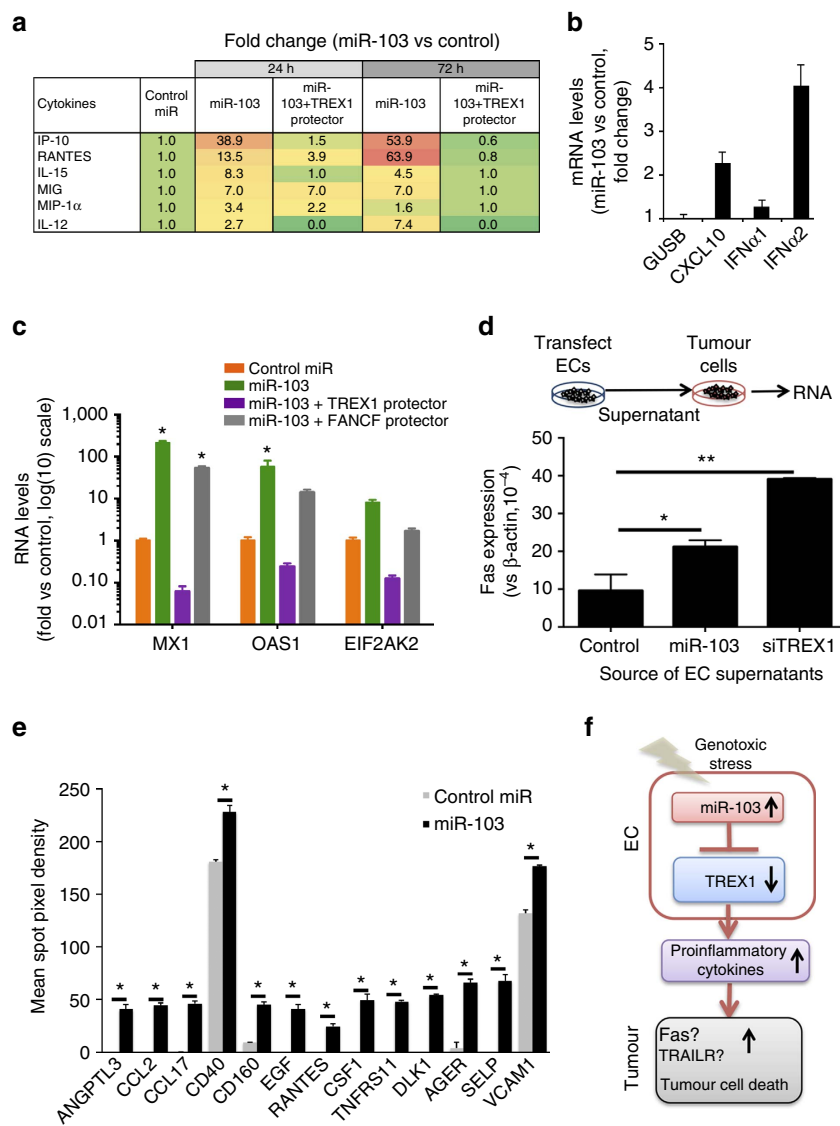 a
Fold change (miR-103 vs control)
24 h 72 h
Cytokines
Control
miR
miR-103
miR-
103+TREX1
protector
miR-103
miR-
103+TREX1
protector
IP-10 1.0 38.9 1.5 53.9 0.6
RANTES 1.0 13.5 3.9 63.9 0.8
IL-15 1.0 8.3 1.0 4.5 1.0
MIG 1.0 7.0 7.0 7.0 1.0
MIP-1α 1.0 3.4 2.2 1.6 1.0
IL-12 1.0 2.7 0.0 7.4 0.0
b
mRNA levels
(miR-103 vs control,
fold change)
5
4
3
2
1
GUSB
CXCL10
IFNα1
IFNα2
c
Control miR
miR-103
miR-103 + TREX1 protector
miR-103 + FANCF protector
RNA levels
(fold vs control, log(10) scale)
1,000
100
10
1
0.10
0.01
*
*
*
MX1 OAS1 EIF2AK2
d
Transfect
ECs
Tumour
cells
RNA
Supernatant
Fas expression
(vs β-actin,10⁻⁴)
50
40
30
20
10
0
**
*
Control miR-103 siTREX1
Source of EC supernatants
e
Control miR
miR-103
Mean spot pixel density
250
200
150
100
50
0
* * * * * * * * * * * * *
ANGPTL3
CCL2
CCL17
CD40
CD160
EGF
RANTES
CSF1
TNFRS11
DLK1
AGER
SELP
VCAM1
f
Genotoxic
stress
EC
miR-103
TREX1
Proinflammatory
cytokines
Tumour
Fas?
TRAILR?
Tumour cell death